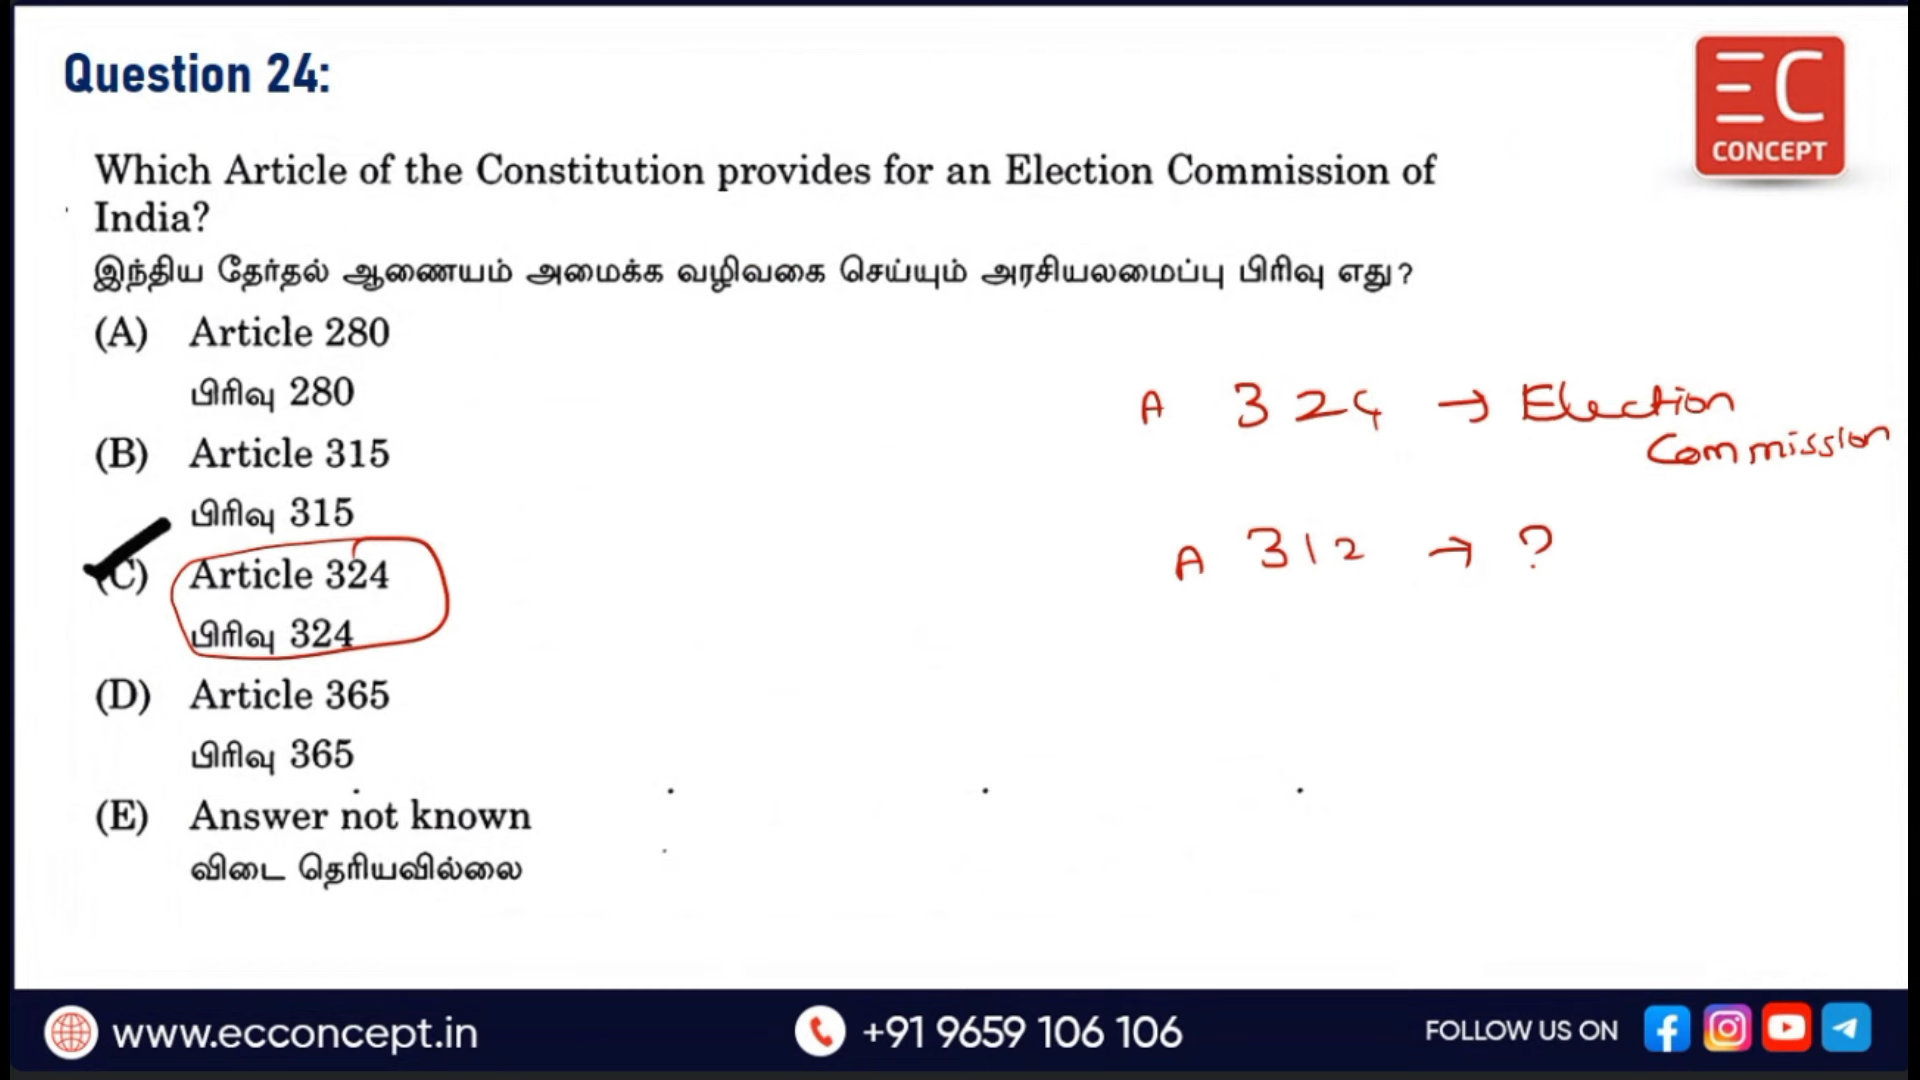 Question 24:
EC
CONCEPT
Which Article of the Constitution provides for an Election Commission of
India?
இந்திய தேர்தல் ஆணையம் அமைக்க வழிவகை செய்யும் அரசியலமைப்பு பிரிவு எது?
(A) Article 280
பிரிவு 280
(B) Article 315
பிரிவு 315
(C) Article 324
பிரிவு 324
(D) Article 365
பிரிவு 365
(E) Answer not known
விடை தெரியவில்லை
A 324 → Election
Commission
A 312 → ?
www.ecconcept.in
+91 9659 106 106
FOLLOW US ON